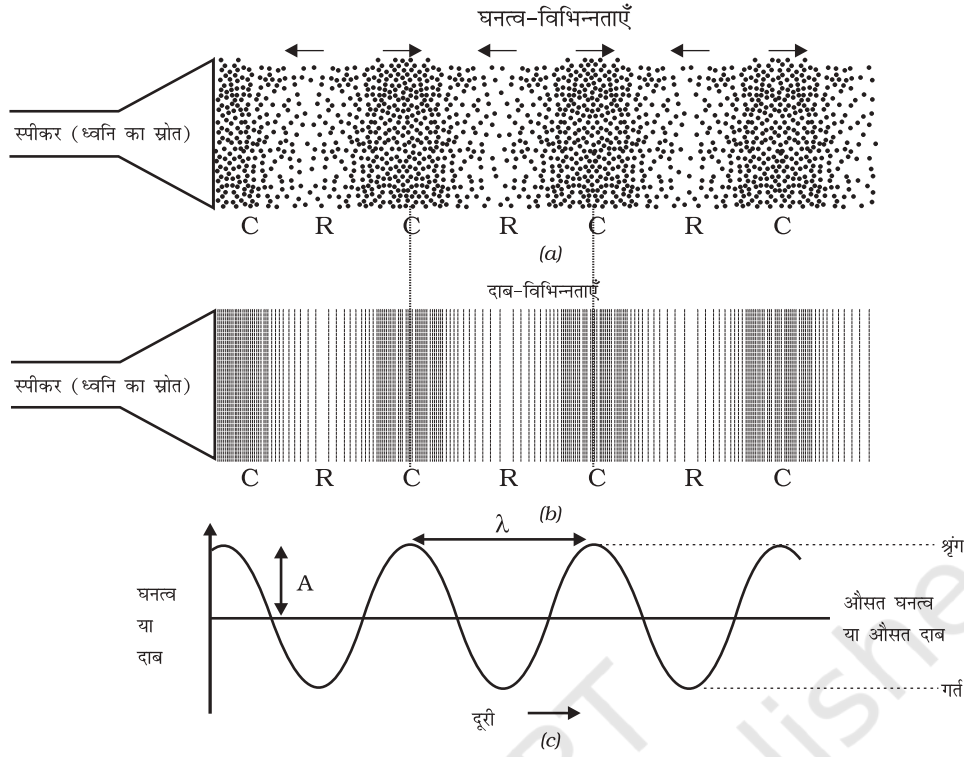 घनत्व-विभिन्नताएँ
स्पीकर (ध्वनि का स्रोत)
C R C R C R C
(a)
दाब-विभिन्नताएँ
स्पीकर (ध्वनि का स्रोत)
C R C R C R C
(b)
λ
श्रृंग
A
घनत्व
या
दाब
औसत घनत्व
या औसत दाब
गर्त
दूरी
(c)